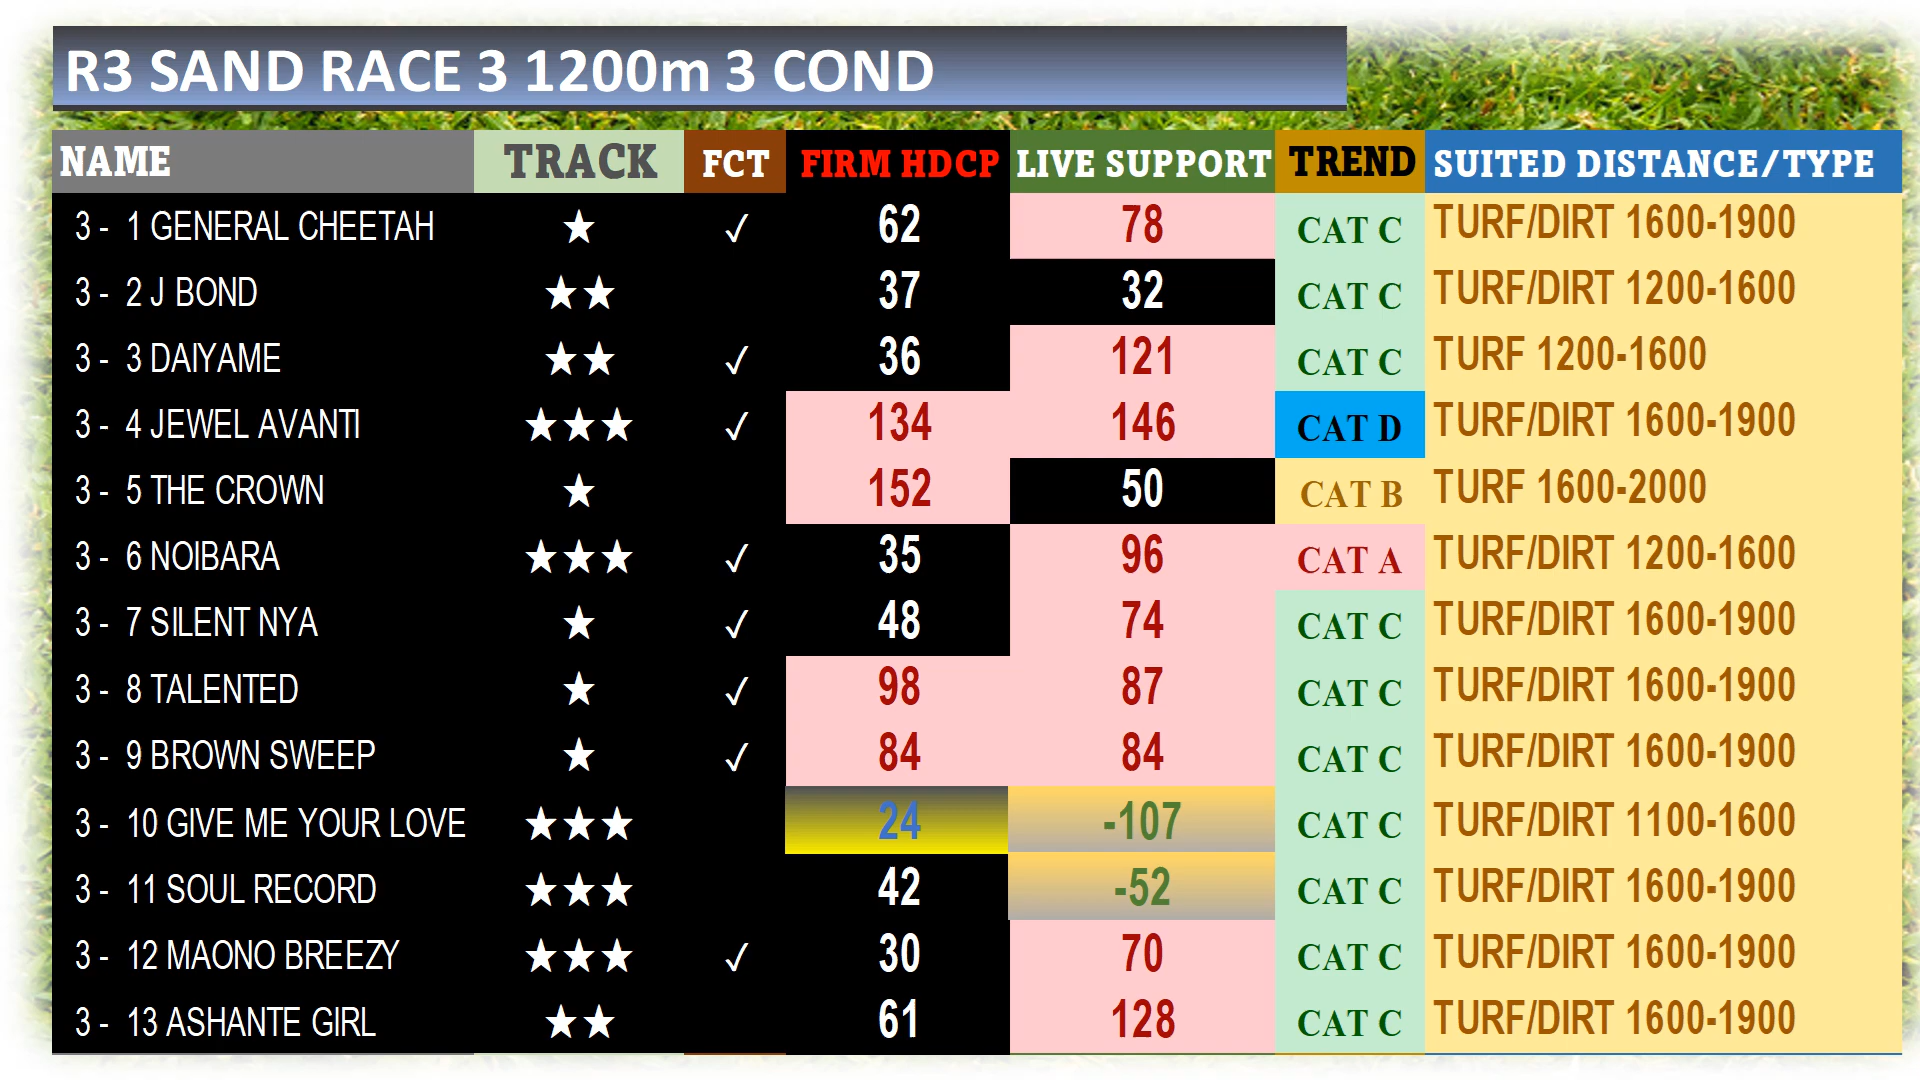 R3 SAND RACE 3 1200m 3 COND
NAME TRACK FCT FIRM HDCP LIVE SUPPORT TREND SUITED DISTANCE/TYPE
3 - 1 GENERAL CHEETAH ★ ✓ 62 78 CAT C TURF/DIRT 1600-1900
3 - 2 J BOND ★★ 37 32 CAT C TURF/DIRT 1200-1600
3 - 3 DAIYAME ★★ ✓ 36 121 CAT C TURF 1200-1600
3 - 4 JEWEL AVANTI ★★★ ✓ 134 146 CAT D TURF/DIRT 1600-1900
3 - 5 THE CROWN ★ 152 50 CAT B TURF 1600-2000
3 - 6 NOIBARA ★★★ ✓ 35 96 CAT A TURF/DIRT 1200-1600
3 - 7 SILENT NYA ★ ✓ 48 74 CAT C TURF/DIRT 1600-1900
3 - 8 TALENTED ★ ✓ 98 87 CAT C TURF/DIRT 1600-1900
3 - 9 BROWN SWEEP ★ ✓ 84 84 CAT C TURF/DIRT 1600-1900
3 - 10 GIVE ME YOUR LOVE ★★★ 24 -107 CAT C TURF/DIRT 1100-1600
3 - 11 SOUL RECORD ★★★ 42 -52 CAT C TURF/DIRT 1600-1900
3 - 12 MAONO BREEZY ★★★ ✓ 30 70 CAT C TURF/DIRT 1600-1900
3 - 13 ASHANTE GIRL ★★ 61 128 CAT C TURF/DIRT 1600-1900